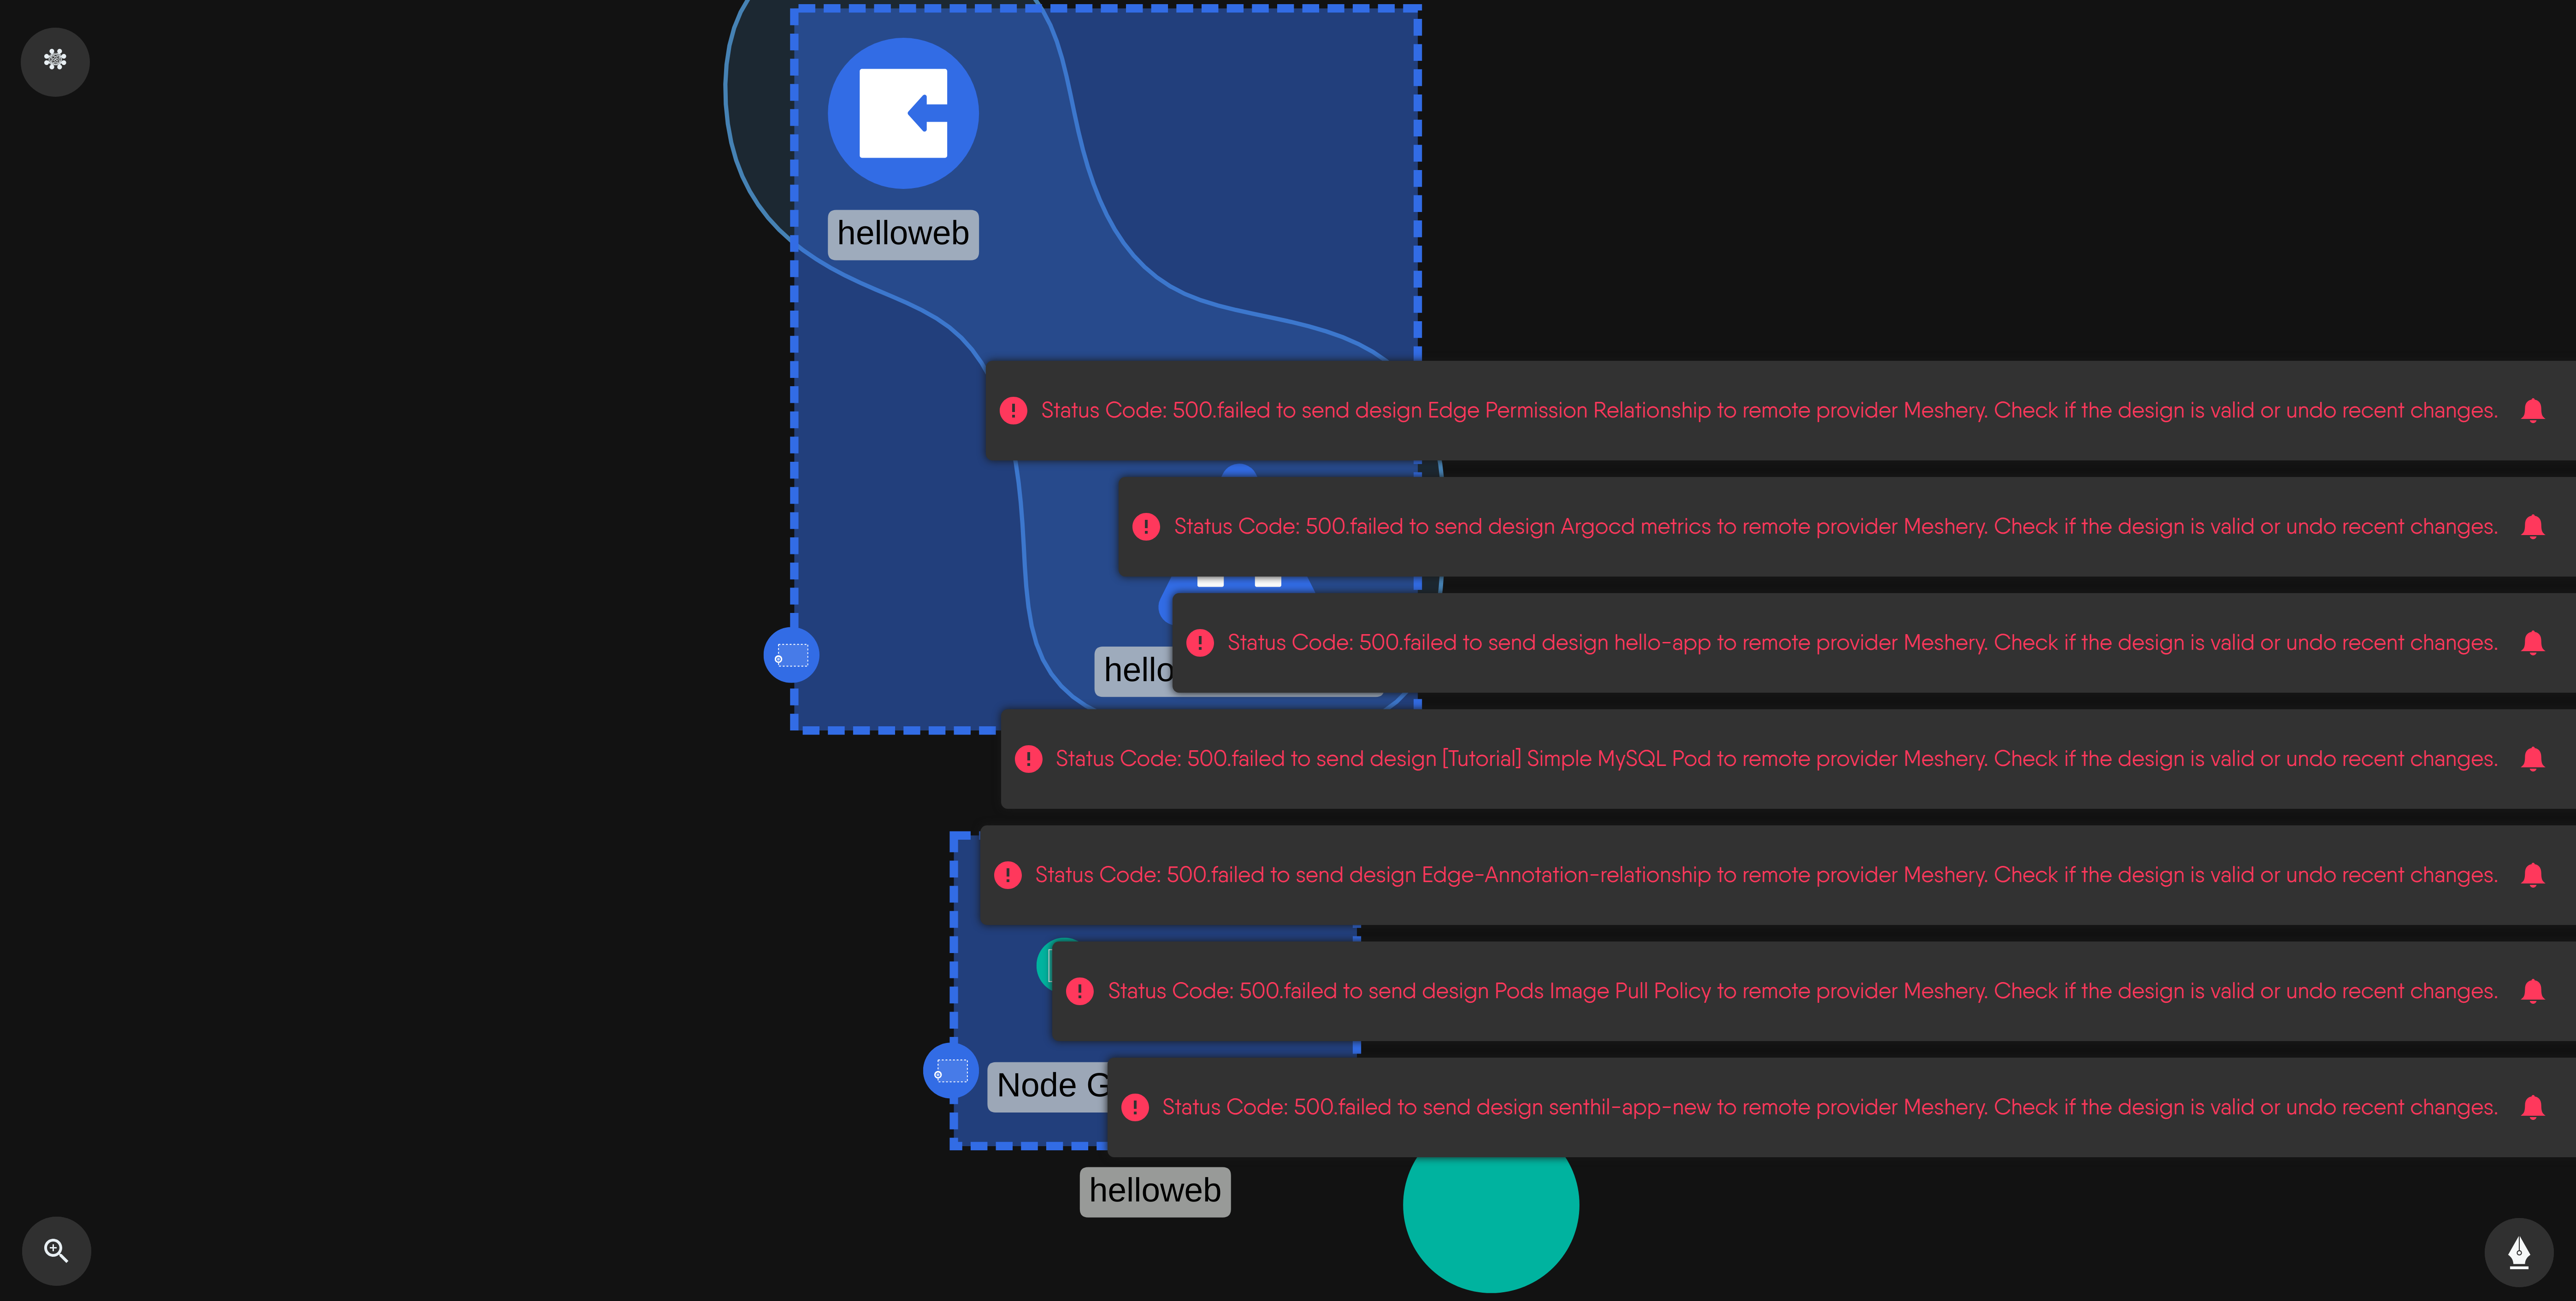 helloweb
Status Code: 500.failed to send design Edge Permission Relationship to remote provider Meshery. Check if the design is valid or undo recent changes.
Status Code: 500.failed to send design Argocd metrics to remote provider Meshery. Check if the design is valid or undo recent changes.
Status Code: 500.failed to send design hello-app to remote provider Meshery. Check if the design is valid or undo recent changes.
hello
Status Code: 500.failed to send design [Tutorial] Simple MySQL Pod to remote provider Meshery. Check if the design is valid or undo recent changes.
Status Code: 500.failed to send design Edge-Annotation-relationship to remote provider Meshery. Check if the design is valid or undo recent changes.
Status Code: 500.failed to send design Pods Image Pull Policy to remote provider Meshery. Check if the design is valid or undo recent changes.
Node G
Status Code: 500.failed to send design senthil-app-new to remote provider Meshery. Check if the design is valid or undo recent changes.
helloweb